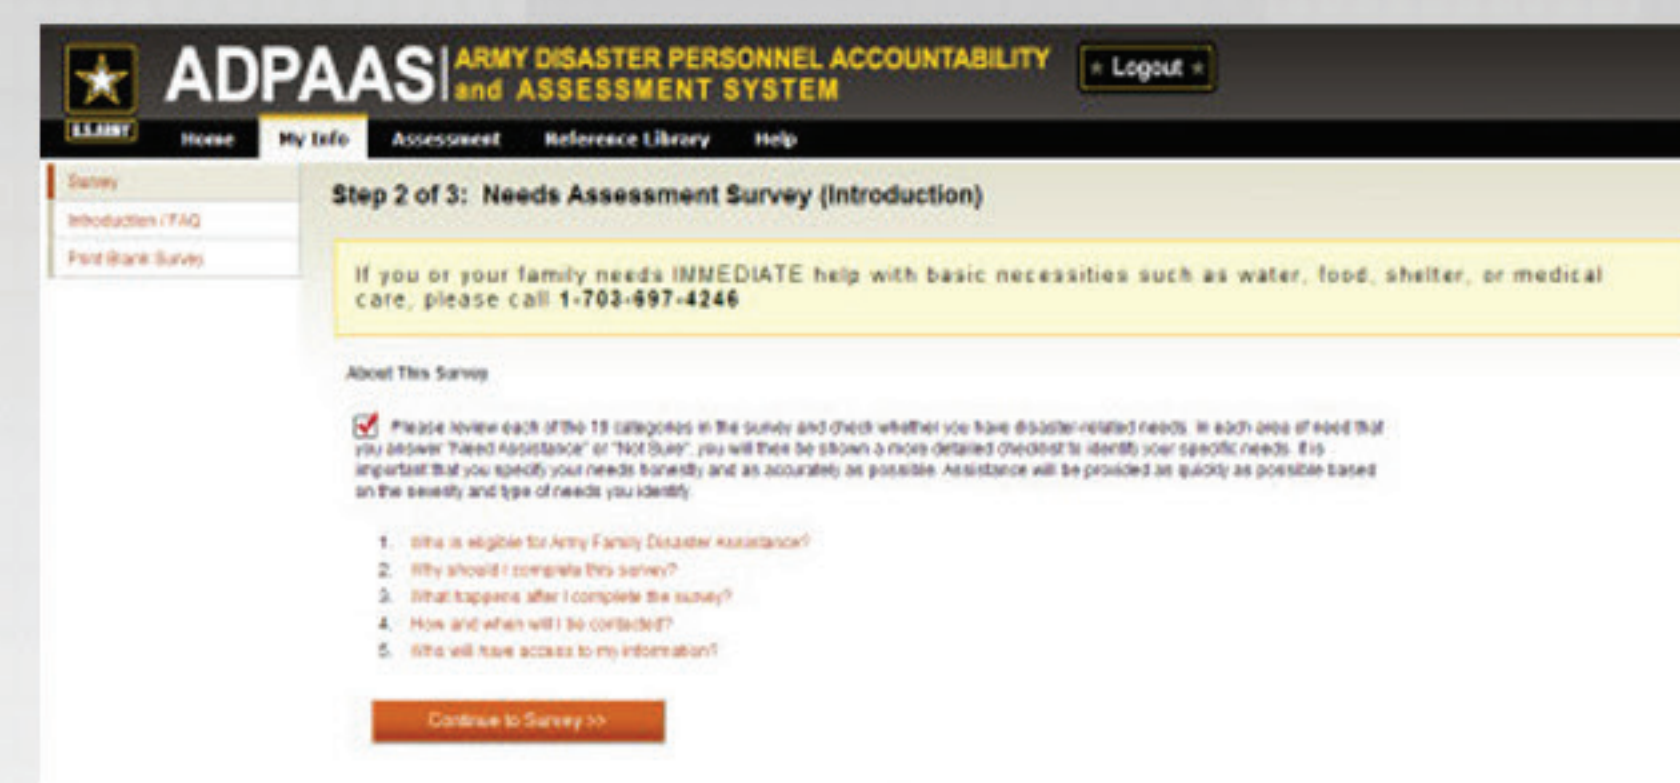 ADPAAS
ARMY DISASTER PERSONNEL ACCOUNTABILITY
and ASSESSMENT SYSTEM
★ Logout ★
U.S.ARMY
Home
My Info
Assessment
Reference Library
Help
Survey
Introduction / FAQ
Print Blank Survey
Step 2 of 3: Needs Assessment Survey (Introduction)
If you or your family needs IMMEDIATE help with basic necessities such as water, food, shelter, or medical
care, please call 1-703-697-4246
About This Survey
Please review each of the 19 categories in the survey and check whether you have disaster-related needs. In each area of need that
you answer "Need Assistance" or "Not Sure", you will then be shown a more detailed checklist to identify your specific needs. It is
important that you specify your needs honestly and as accurately as possible. Assistance will be provided as quickly as possible based
on the severity and type of needs you identify.
1. Who is eligible for Army Family Disaster Assistance?
2. Why should I complete this survey?
3. What happens after I complete the survey?
4. How and when will I be contacted?
5. Who will have access to my information?
Continue to Survey >>